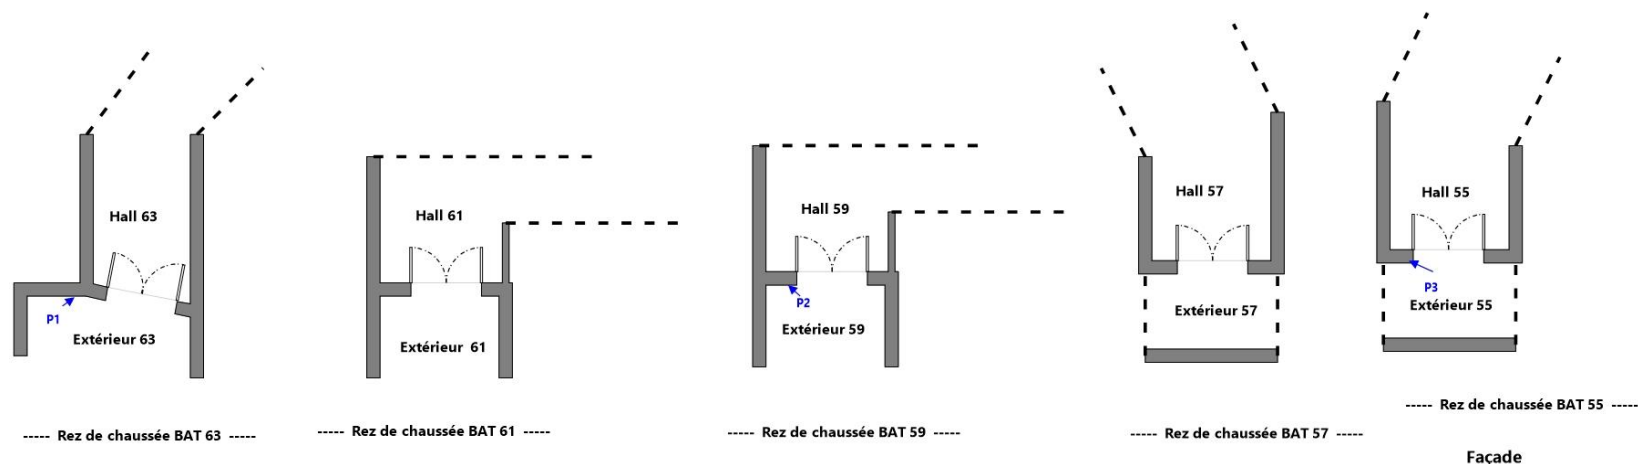 Hall 63
P1
Extérieur 63
----- Rez de chaussée BAT 63 -----
Hall 61
Extérieur 61
----- Rez de chaussée BAT 61 -----
Hall 59
P2
Extérieur 59
----- Rez de chaussée BAT 59 -----
Hall 57
Extérieur 57
----- Rez de chaussée BAT 57 -----
Hall 55
P3
Extérieur 55
----- Rez de chaussée BAT 55 -----
Façade